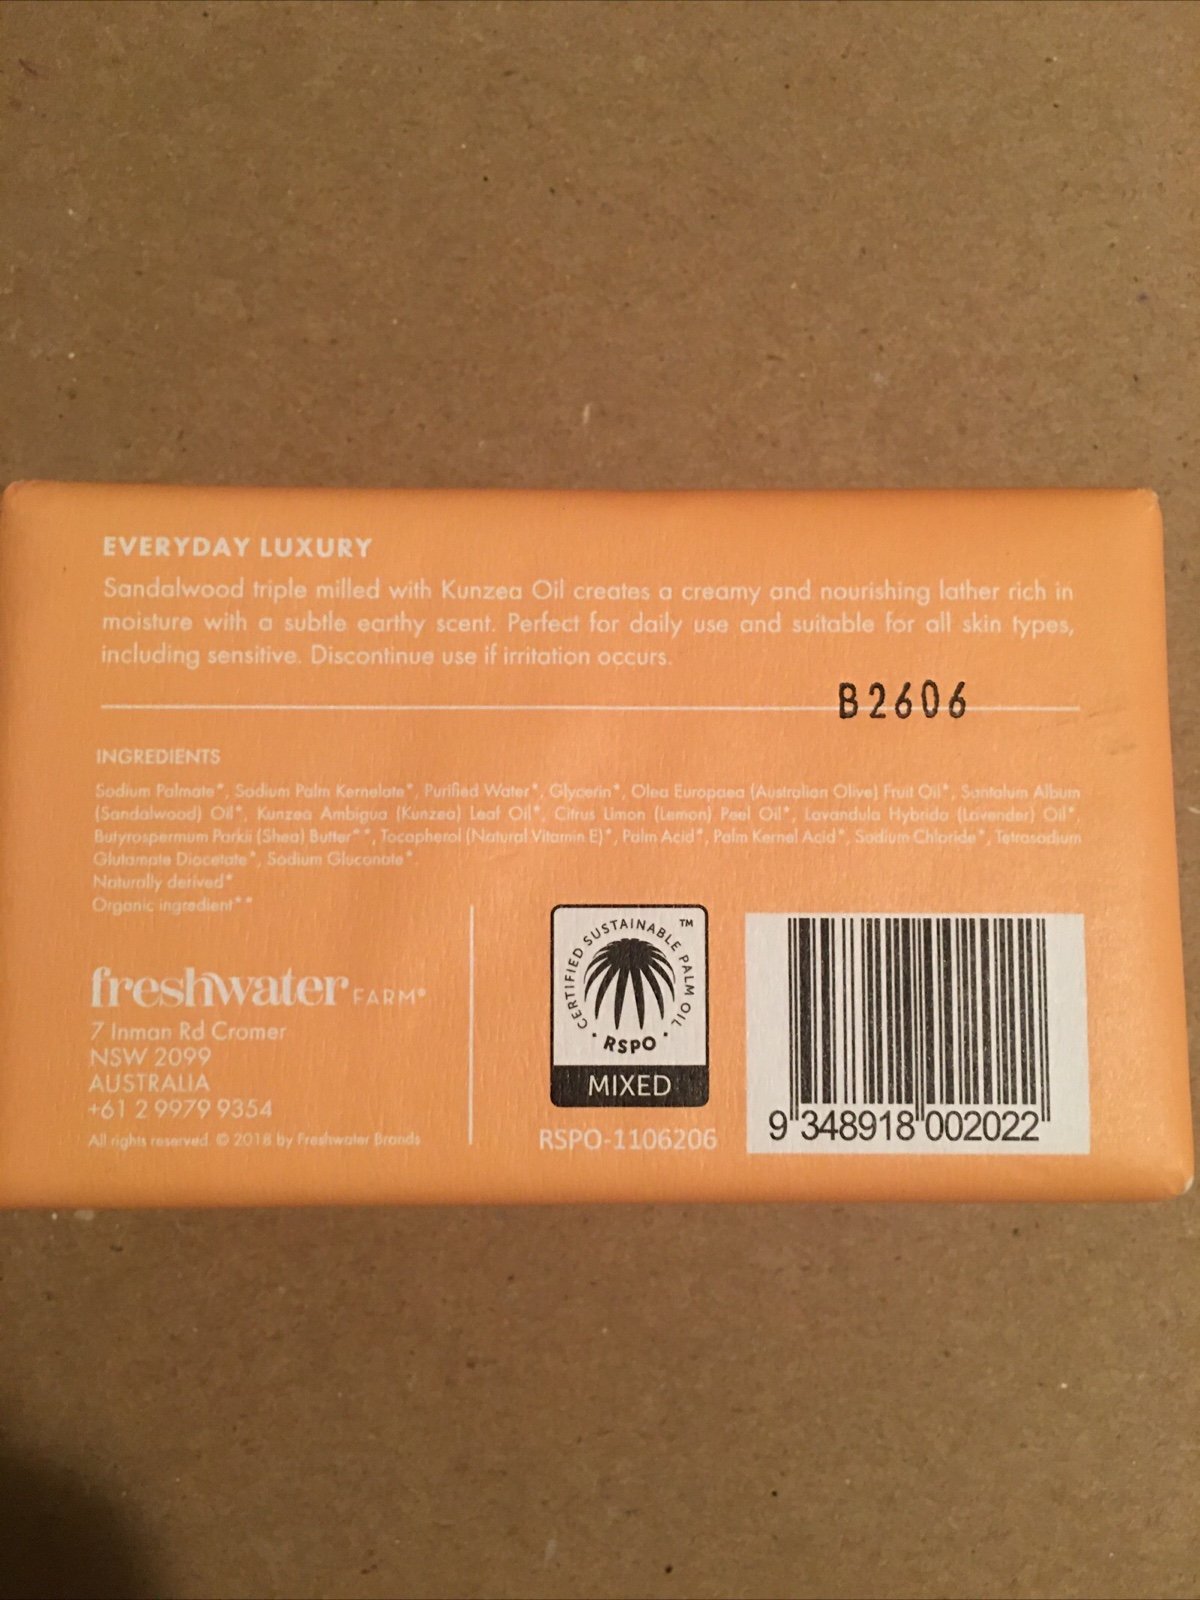 EVERYDAY LUXURY
Sandalwood triple milled with Kunzea Oil creates a creamy and nourishing lather rich in
moisture with a subtle earthy scent. Perfect for daily use and suitable for all skin types,
including sensitive. Discontinue use if irritation occurs.
B2606
INGREDIENTS
Sodium Palmate*, Sodium Palm Kernelate*, Purified Water*, Glycerin*, Olea Europaea (Australian Olive) Fruit Oil*, Santalum Album
(Sandalwood) Oil*, Kunzea Ambigua (Kunzea) Leaf Oil*, Citrus Limon (Lemon) Peel Oil*, Lavandula Hybrida (Lavender) Oil*,
Butyrospermum Parkii (Shea) Butter**, Tocopherol (Natural Vitamin E)*, Palm Acid*, Palm Kernel Acid*, Sodium Chloride*, Tetrasodium
Glutamate Diacetate*, Sodium Gluconate*.
Naturally derived*
Organic ingredient**
freshwater FARM®
7 Inman Rd Cromer
NSW 2099
AUSTRALIA
+61 2 9979 9354
All rights reserved. © 2018 by Freshwater Brands
CERTIFIED SUSTAINABLE PALM OIL ™
· RSPO ·
MIXED
RSPO-1106206
9 348918 002022